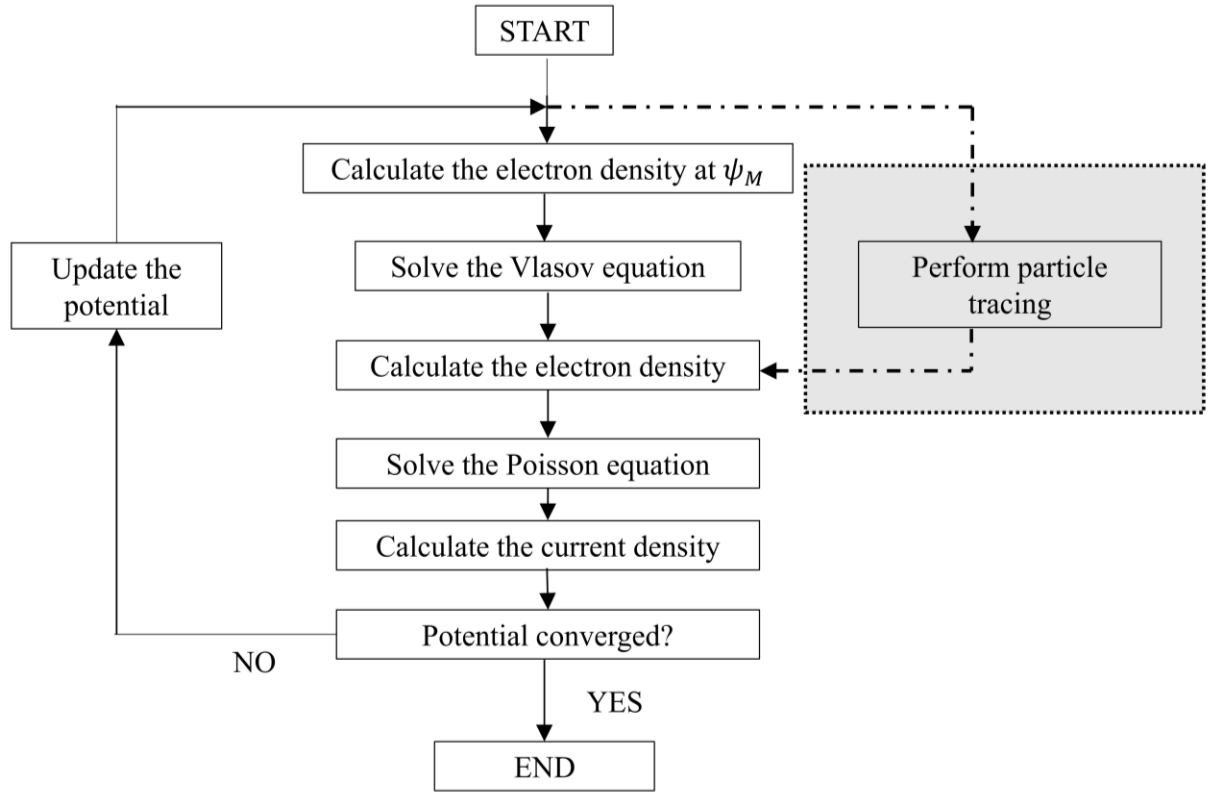 START
Calculate the electron density at ψ_M
Solve the Vlasov equation
Update the
potential
Perform particle
tracing
Calculate the electron density
Solve the Poisson equation
Calculate the current density
Potential converged?
NO
YES
END